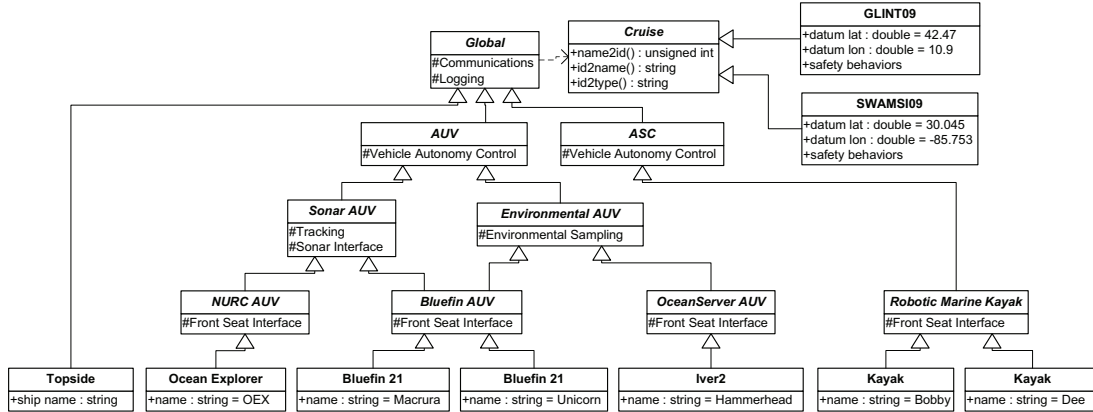 GLINT09
+datum lat : double = 42.47
+datum lon : double = 10.9
+safety behaviors
Cruise
+name2id() : unsigned int
+id2name() : string
+id2type() : string
Global
#Communications
#Logging
SWAMSI09
+datum lat : double = 30.045
+datum lon : double = -85.753
+safety behaviors
AUV
#Vehicle Autonomy Control
ASC
#Vehicle Autonomy Control
Sonar AUV
#Tracking
#Sonar Interface
Environmental AUV
#Environmental Sampling
NURC AUV
#Front Seat Interface
Bluefin AUV
#Front Seat Interface
OceanServer AUV
#Front Seat Interface
Robotic Marine Kayak
#Front Seat Interface
Topside
+ship name : string
Ocean Explorer
+name : string = OEX
Bluefin 21
+name : string = Macrura
Bluefin 21
+name : string = Unicorn
Iver2
+name : string = Hammerhead
Kayak
+name : string = Bobby
Kayak
+name : string = Dee